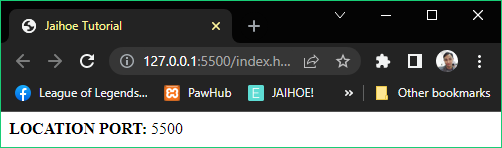 Jaihoe Tutorial
127.0.0.1:5500/index.h...
League of Legends... PawHub E JAIHOE! » Other bookmarks
LOCATION PORT: 5500